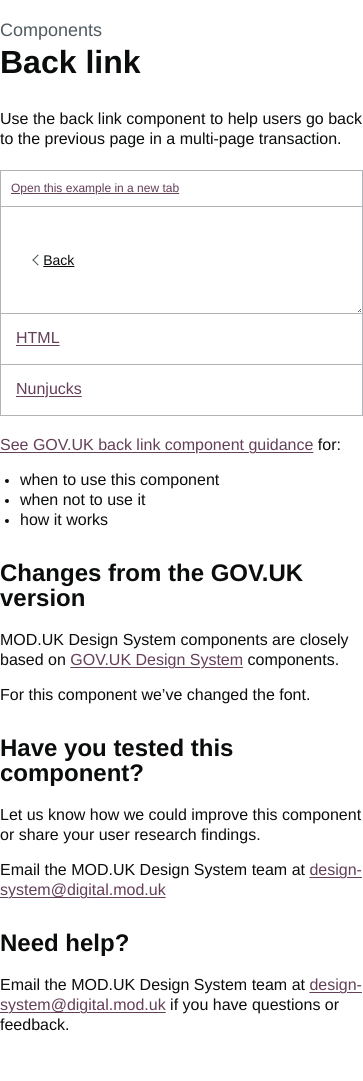 Components
Back link
Use the back link component to help users go back
to the previous page in a multi-page transaction.
Open this example in a new tab
Back
HTML
Nunjucks
See GOV.UK back link component guidance for:
• when to use this component
• when not to use it
• how it works
Changes from the GOV.UK
version
MOD.UK Design System components are closely
based on GOV.UK Design System components.
For this component we’ve changed the font.
Have you tested this
component?
Let us know how we could improve this component
or share your user research findings.
Email the MOD.UK Design System team at design-
system@digital.mod.uk
Need help?
Email the MOD.UK Design System team at design-
system@digital.mod.uk if you have questions or
feedback.